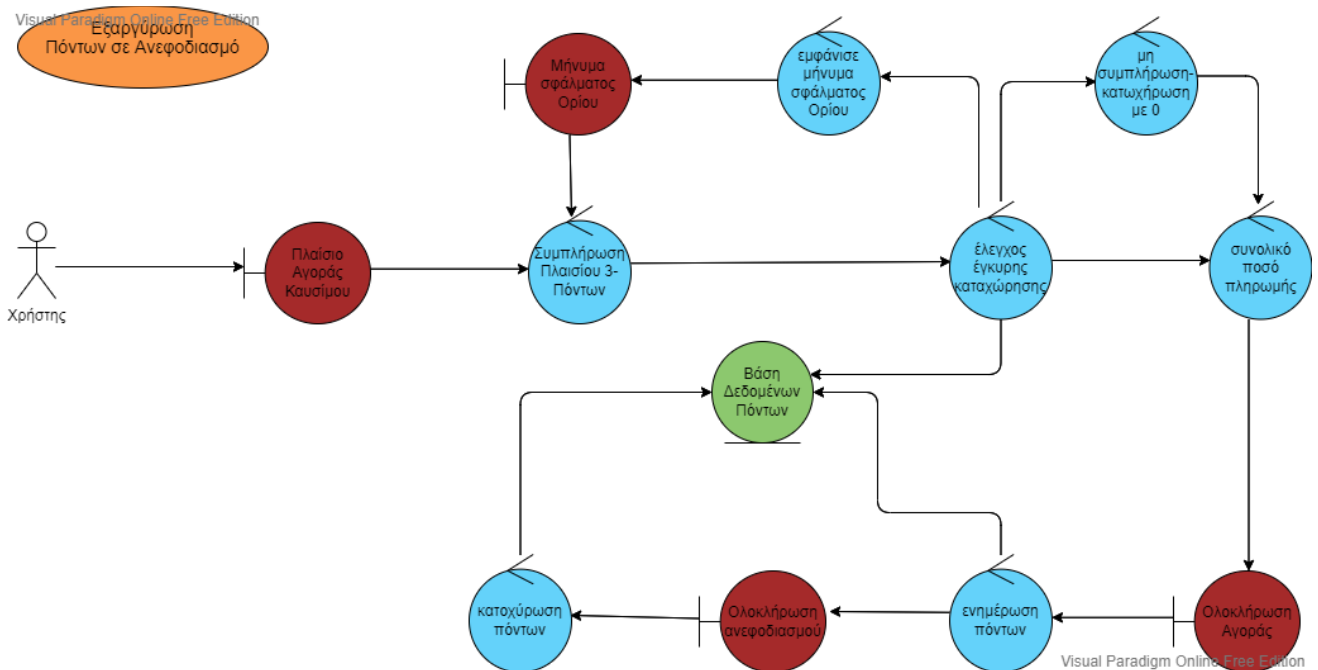 Visual Paradigm Online Free Edition
Εξαργύρωση
Πόντων σε Ανεφοδιασμό
Μήνυμα
σφάλματος
Ορίου
εμφάνισε
μήνυμα
σφάλματος
Ορίου
μη
συμπλήρωση-
κατωχήρωση
με 0
Χρήστης
Πλαίσιο
Αγοράς
Καυσίμου
Συμπλήρωση
Πλαισίου 3-
Πόντων
έλεγχος
έγκυρης
καταχώρησης
συνολικό
ποσό
πληρωμής
Βάση
Δεδομένων
Πόντων
κατοχύρωση
πόντων
Ολοκλήρωση
ανεφοδιασμού
ενημέρωση
πόντων
Ολοκλήρωση
Αγοράς
Visual Paradigm Online Free Edition